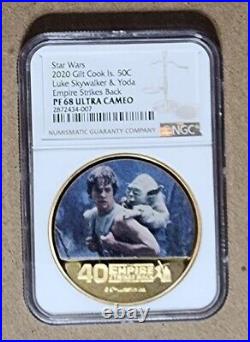 Star Wars
2020 Gilt Cook Is. 50C
Luke Skywalker & Yoda
Empire Strikes Back
PF 68 ULTRA CAMEO
2872434-007
NUMISMATIC GUARANTY COMPANY
NGC
40 EMPIRE
STRIKES BACK